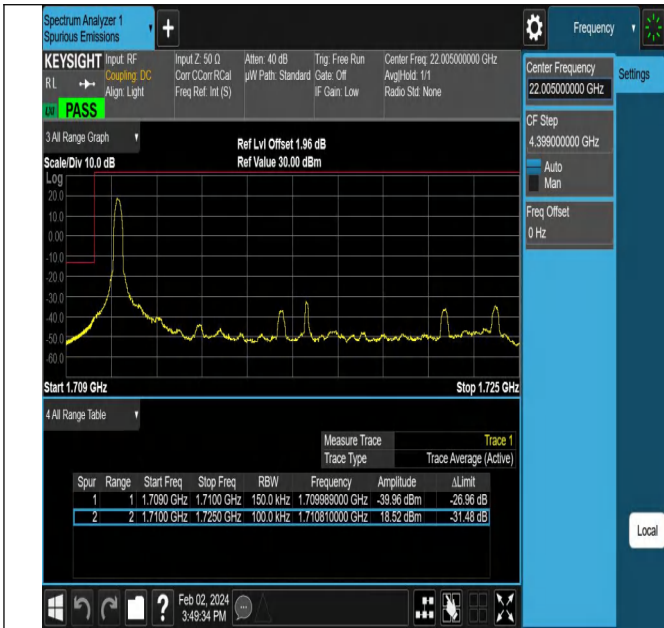 Spectrum Analyzer 1
Spurious Emissions
Frequency
KEYSIGHT
Input: RF
Coupling: DC
Align: Light
Input Z: 50 Ω
Corr CCorr RCal
Freq Ref: Int (S)
Atten: 40 dB
µW Path: Standard
Trig: Free Run
Gate: Off
IF Gain: Low
Center Freq: 22.005000000 GHz
Avg|Hold: 1/1
Radio Std: None
RL
PASS
Center Frequency
22.005000000 GHz
Settings
CF Step
4.399000000 GHz
Auto
Man
Freq Offset
0 Hz
3 All Range Graph
Scale/Div 10.0 dB
Ref Lvl Offset 1.96 dB
Ref Value 30.00 dBm
Log
20.0
10.0
0.00
-10.0
-20.0
-30.0
-40.0
-50.0
-60.0
Start 1.709 GHz
Stop 1.725 GHz
4 All Range Table
Measure Trace Trace 1
Trace Type Trace Average (Active)
Spur Range Start Freq Stop Freq RBW Frequency Amplitude ΔLimit
1 1 1.7090 GHz 1.7100 GHz 150.0 kHz 1.709989000 GHz -39.96 dBm -26.96 dB
2 2 1.7100 GHz 1.7250 GHz 100.0 kHz 1.710810000 GHz 18.52 dBm -31.48 dB
Local
Feb 02, 2024
3:49:34 PM